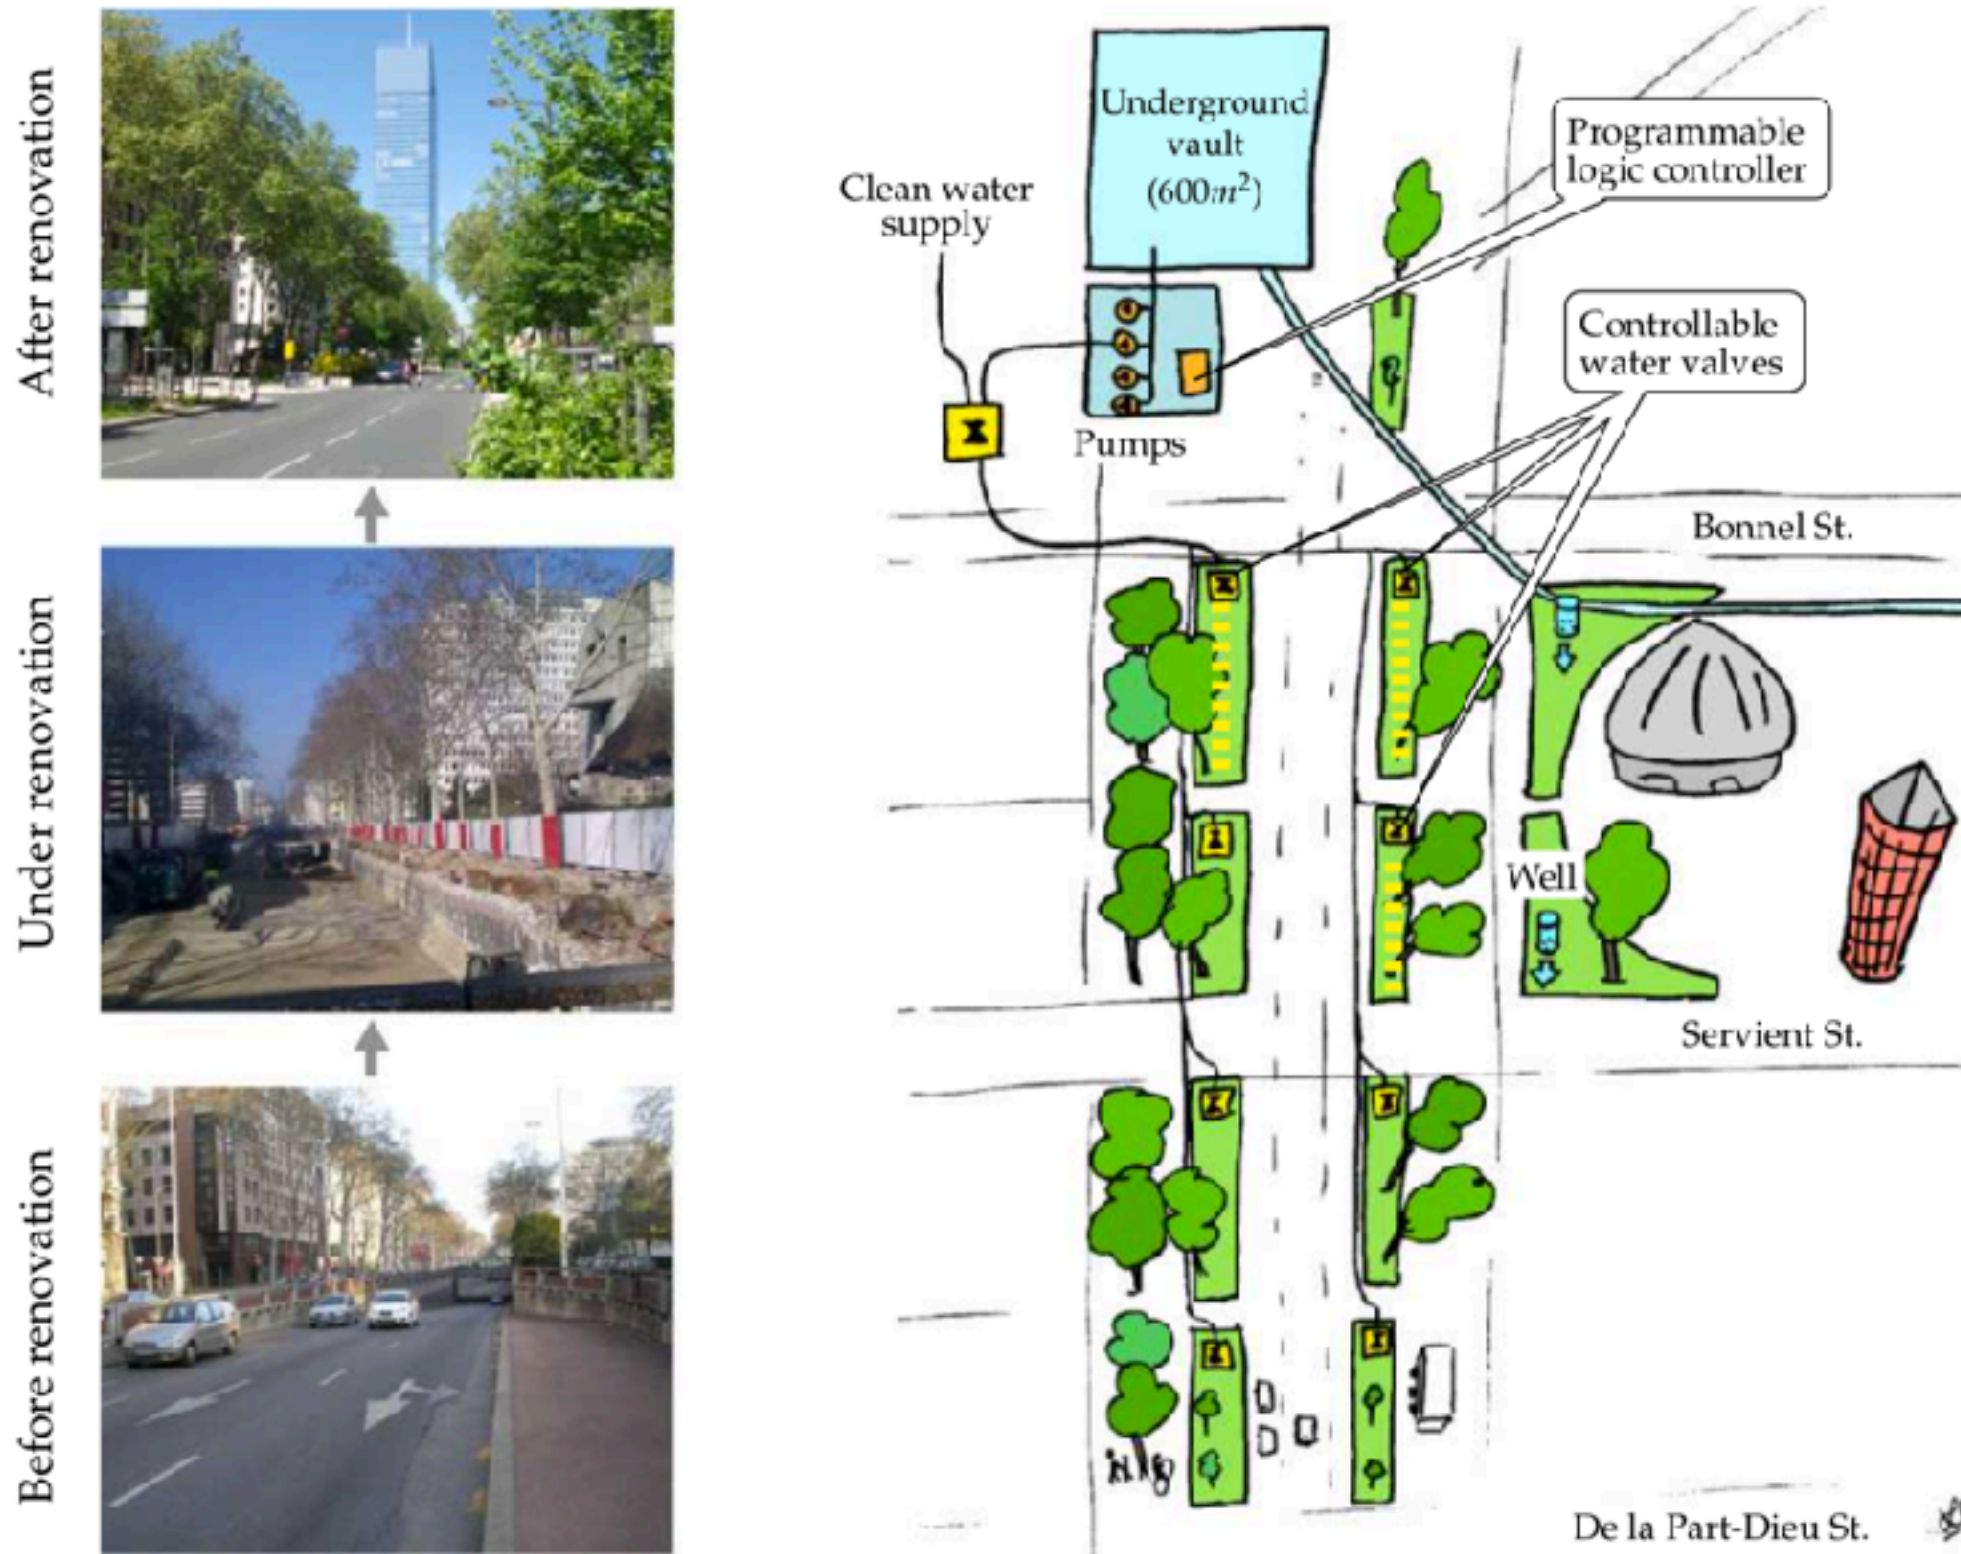 After renovation
Under renovation
Before renovation
Underground
vault
(600m²)
Programmable
logic controller
Clean water
supply
Controllable
water valves
Pumps
Bonnel St.
Well
Servient St.
De la Part-Dieu St.